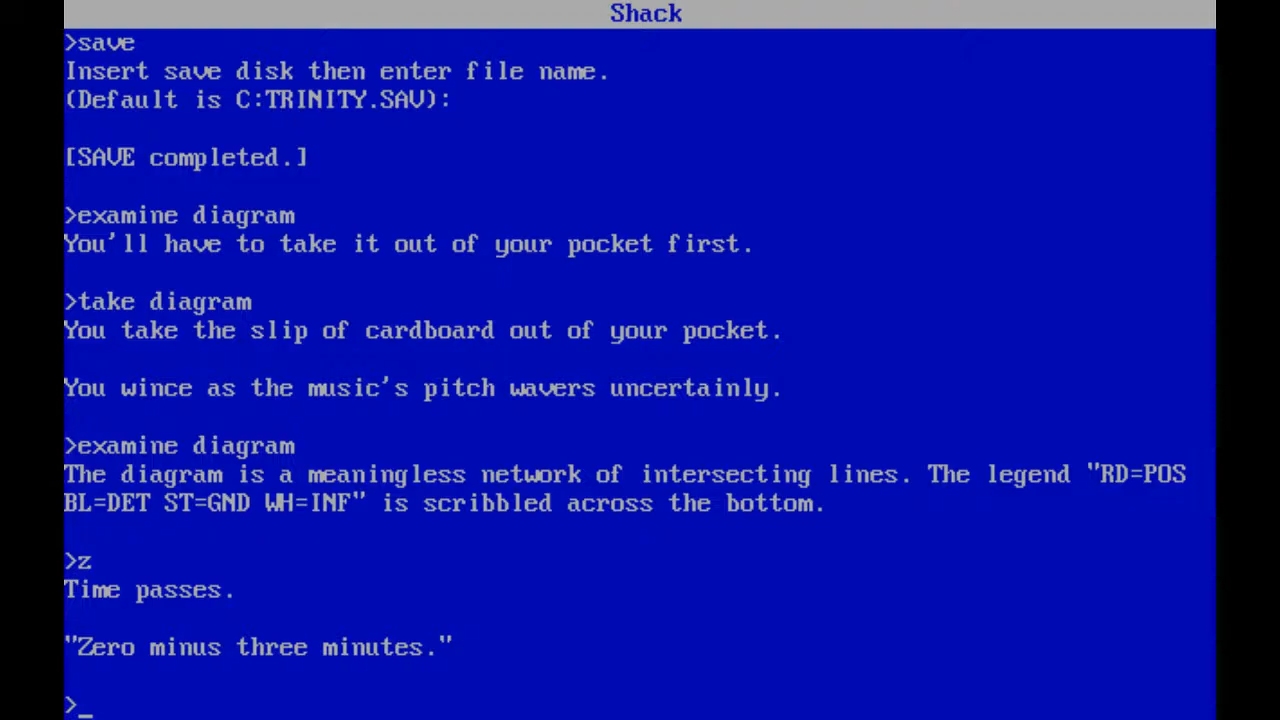 Shack
>save
Insert save disk then enter file name.
(Default is C:TRINITY.SAV):
[SAVE completed.]
>examine diagram
You'll have to take it out of your pocket first.
>take diagram
You take the slip of cardboard out of your pocket.
You wince as the music's pitch wavers uncertainly.
>examine diagram
The diagram is a meaningless network of intersecting lines. The legend "RD=POS
BL=DET ST=GND WH=INF" is scribbled across the bottom.
>z
Time passes.
"Zero minus three minutes."
>_